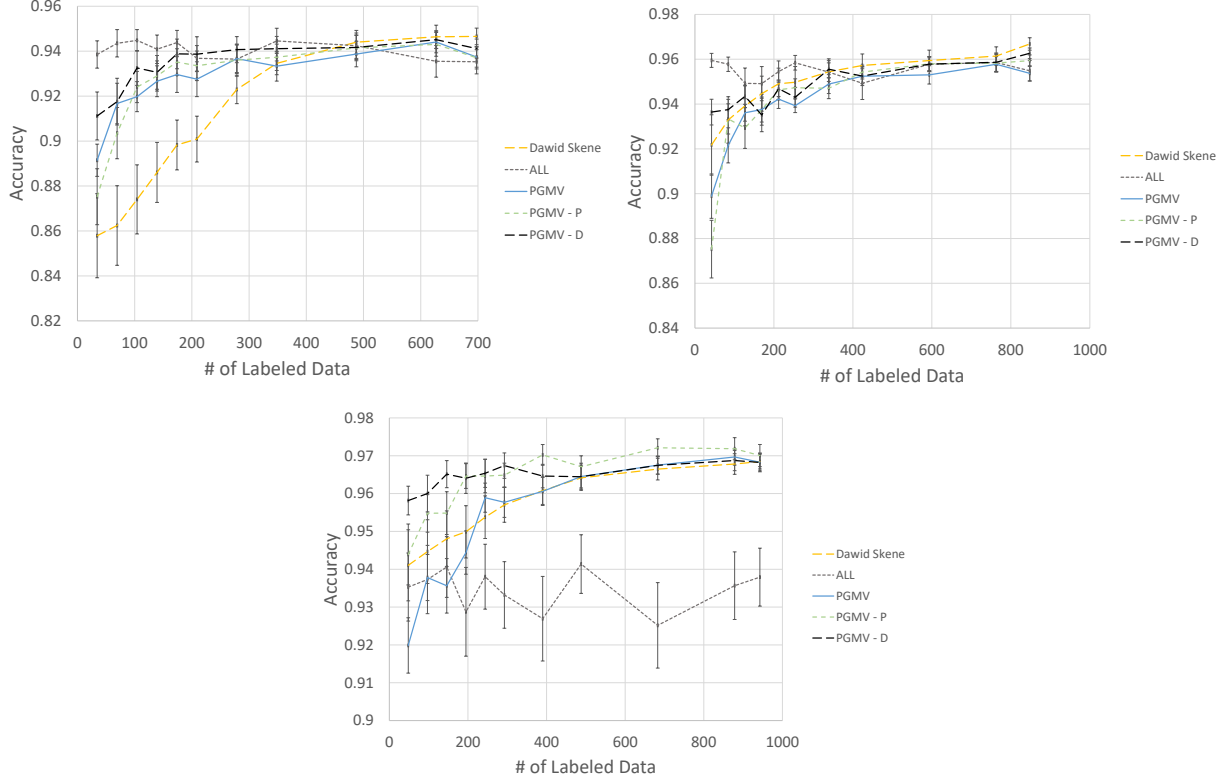 0.96
0.94
0.92
0.9
0.88
0.86
0.84
0.82
Accuracy
0 100 200 300 400 500 600 700
# of Labeled Data
Dawid Skene
ALL
PGMV
PGMV - P
PGMV - D
0.98
0.96
0.94
0.92
0.9
0.88
0.86
0.84
Accuracy
0 200 400 600 800 1000
# of Labeled Data
Dawid Skene
ALL
PGMV
PGMV - P
PGMV - D
0.98
0.97
0.96
0.95
0.94
0.93
0.92
0.91
0.9
Accuracy
0 200 400 600 800 1000
# of Labeled Data
Dawid Skene
ALL
PGMV
PGMV - P
PGMV - D